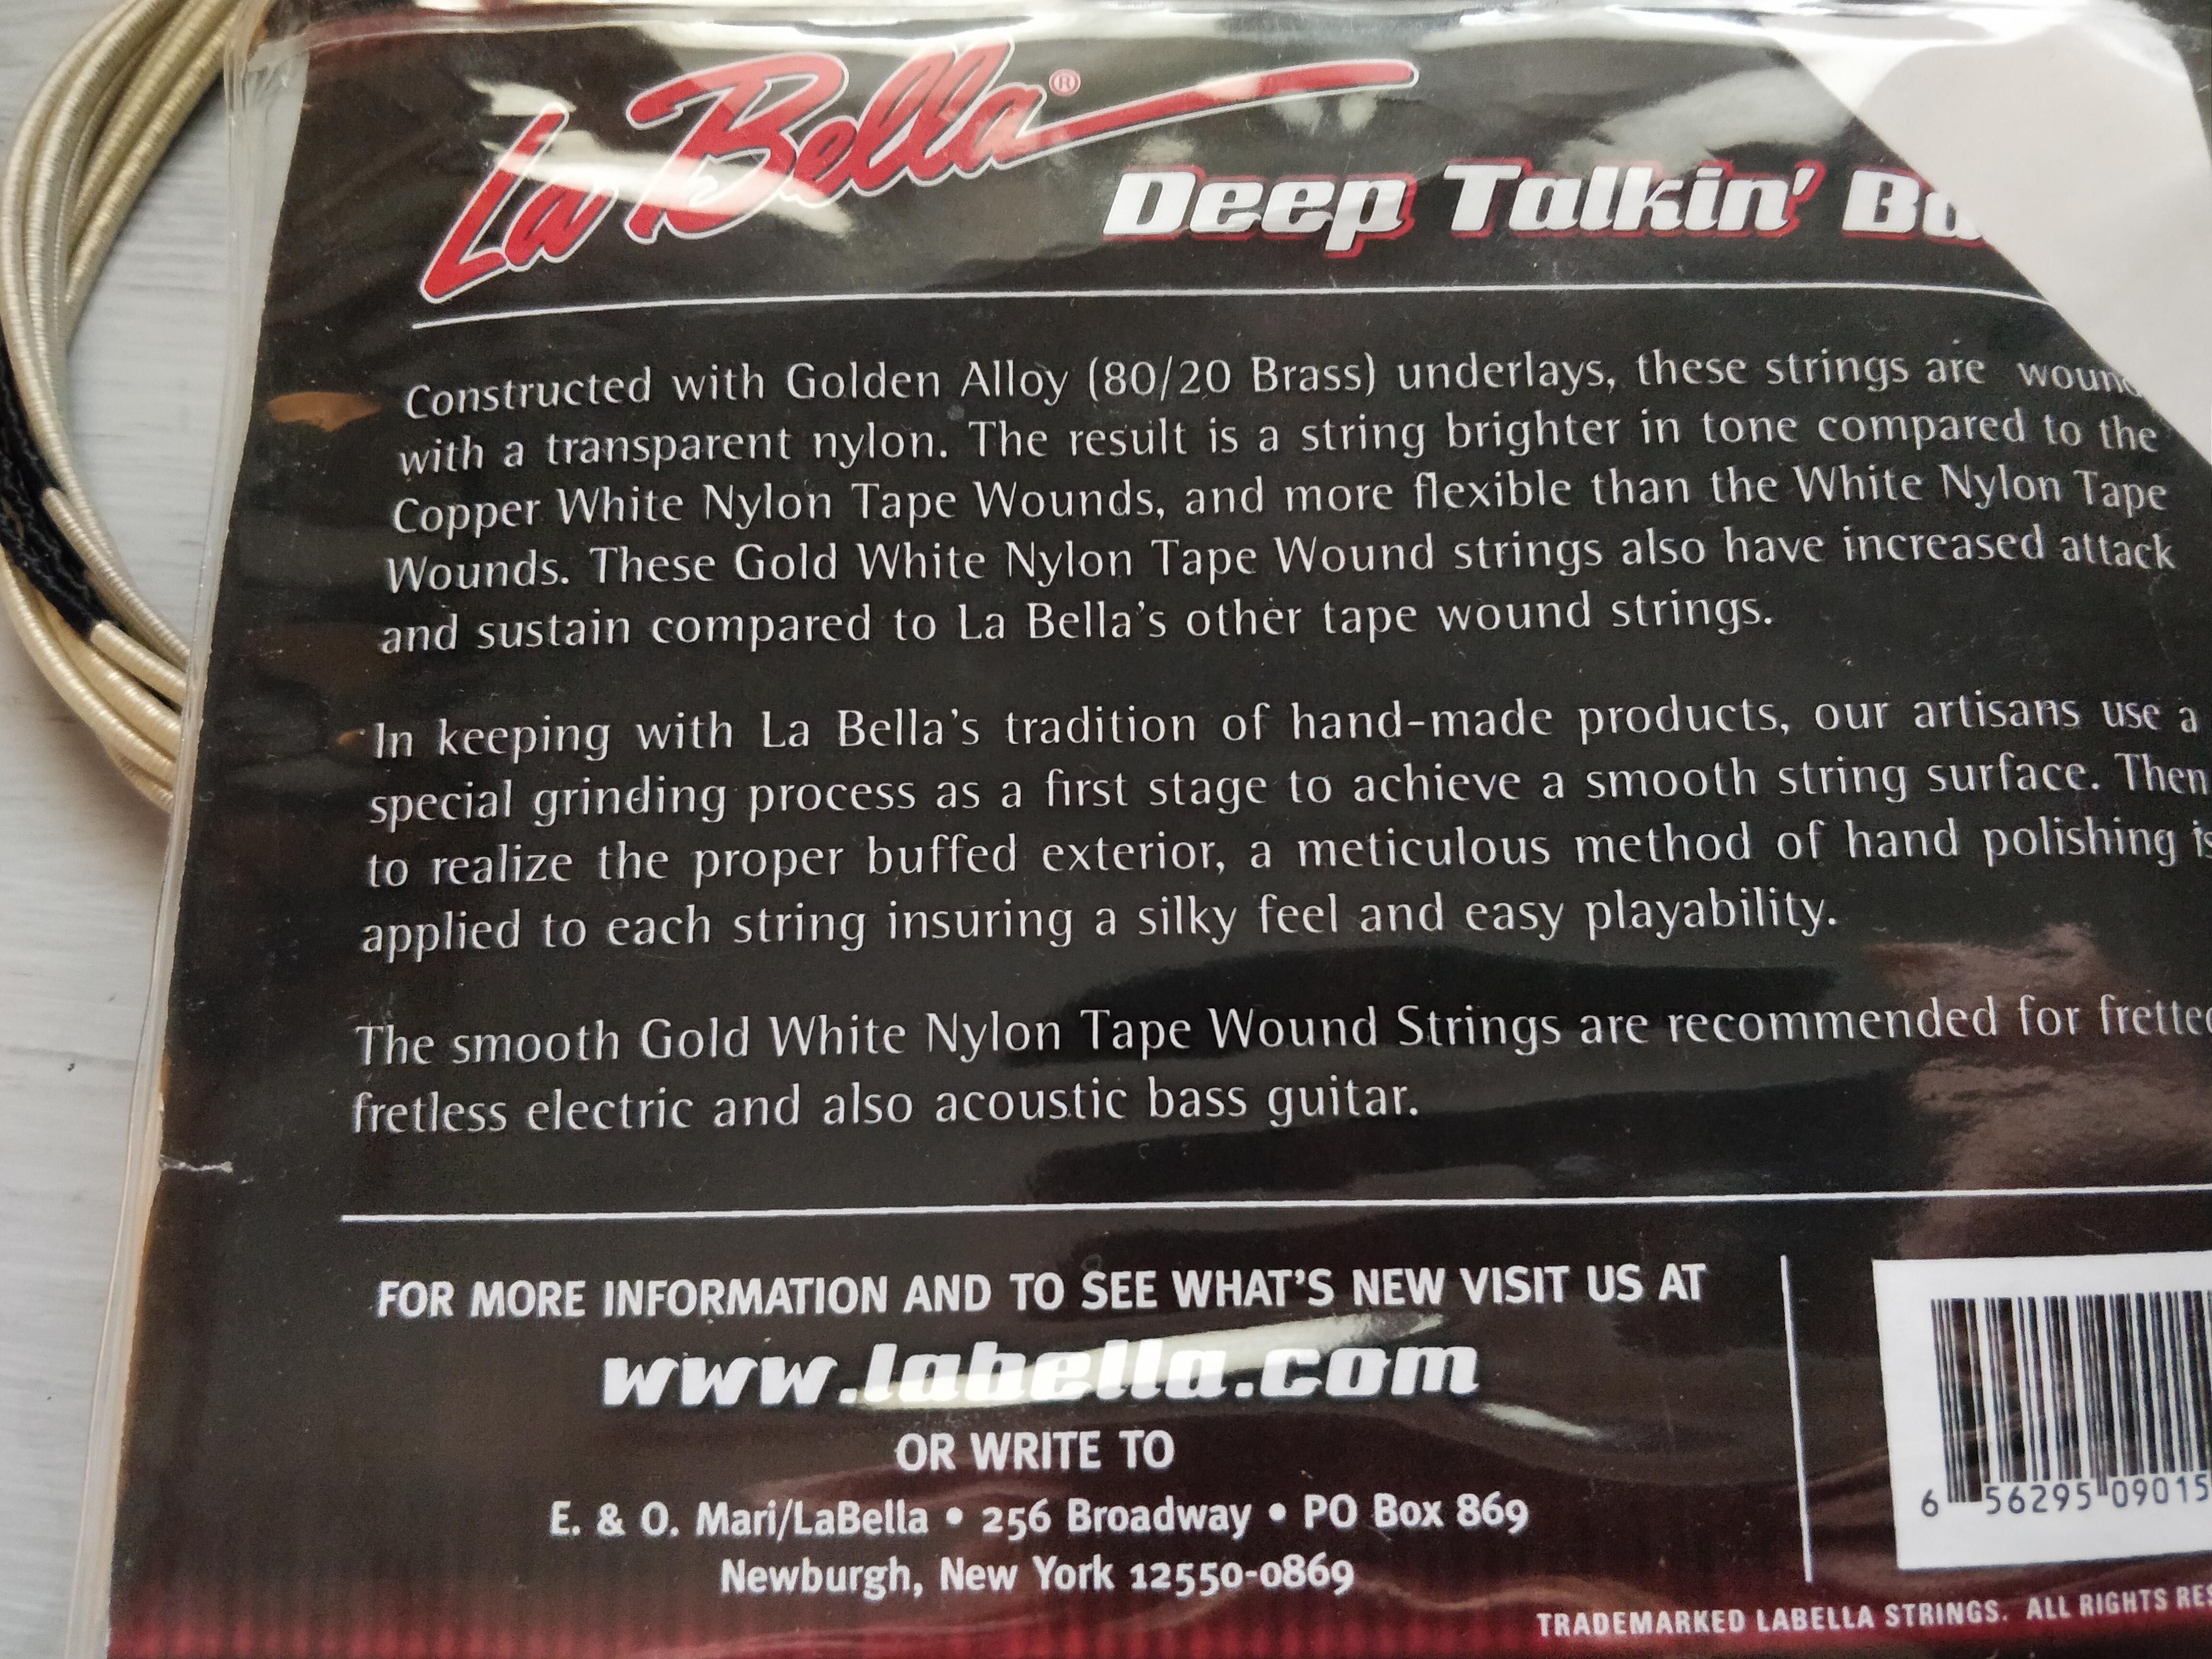 La Bella®
Deep Talkin'
Constructed with Golden Alloy (80/20 Brass) underlays, these strings are wound
with a transparent nylon. The result is a string brighter in tone compared to the
Copper White Nylon Tape Wounds, and more flexible than the White Nylon Tape
Wounds. These Gold White Nylon Tape Wound strings also have increased attack
and sustain compared to La Bella's other tape wound strings.
In keeping with La Bella's tradition of hand-made products, our artisans use a
special grinding process as a first stage to achieve a smooth string surface. Then
to realize the proper buffed exterior, a meticulous method of hand polishing is
applied to each string insuring a silky feel and easy playability.
The smooth Gold White Nylon Tape Wound Strings are recommended for fretted
fretless electric and also acoustic bass guitar.
FOR MORE INFORMATION AND TO SEE WHAT'S NEW VISIT US AT
www.labella.com
OR WRITE TO
E. & O. Mari/LaBella • 256 Broadway • PO Box 869
Newburgh, New York 12550-0869
6 56295 09015
TRADEMARKED LABELLA STRINGS. ALL RIGHTS